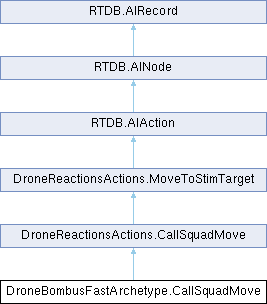 RTDB.AIRecord
RTDB.AINode
RTDB.AIAction
DroneReactionsActions.MoveToStimTarget
DroneReactionsActions.CallSquadMove
DroneBombusFastArchetype.CallSquadMove